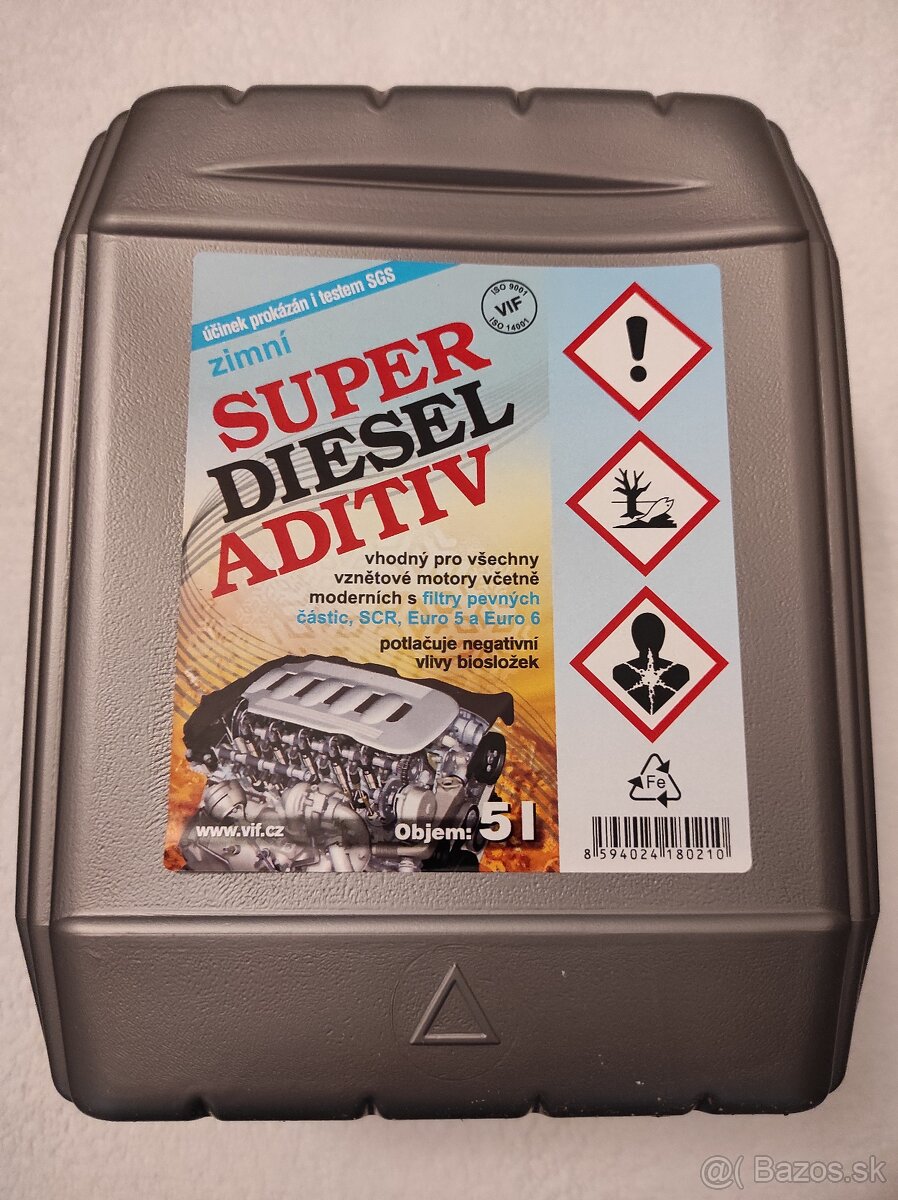 účinek prokázán i testem SGS
ISO 9001
VIF
ISO 14001
zimní
SUPER
DIESEL
ADITIV
vhodný pro všechny
vznětové motory včetně
moderních s filtry pevných
částic, SCR, Euro 5 a Euro 6
potlačuje negativní
vlivy biosložek
www.vif.cz
Objem: 5 l
Fe
8 594024 180210
@( Bazos.sk